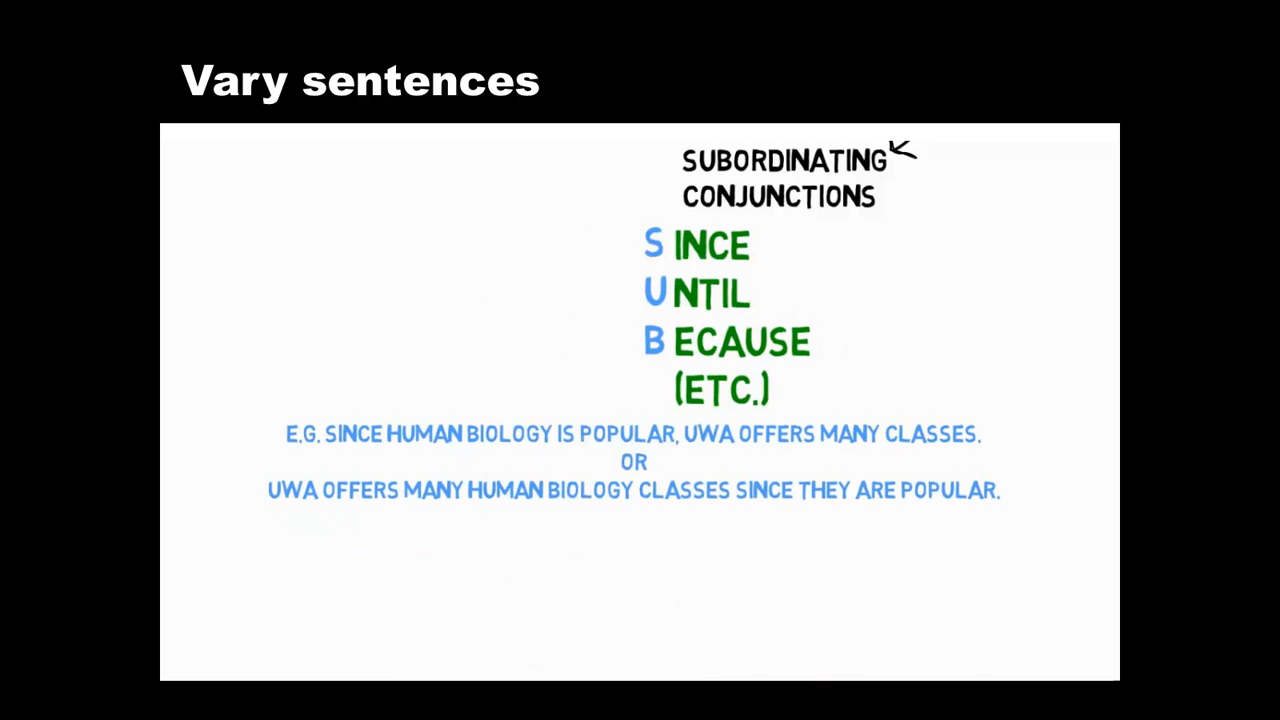 Vary sentences
SUBORDINATING
CONJUNCTIONS
SINCE
UNTIL
BECAUSE
(ETC.)
E.G. SINCE HUMAN BIOLOGY IS POPULAR, UWA OFFERS MANY CLASSES.
OR
UWA OFFERS MANY HUMAN BIOLOGY CLASSES SINCE THEY ARE POPULAR.